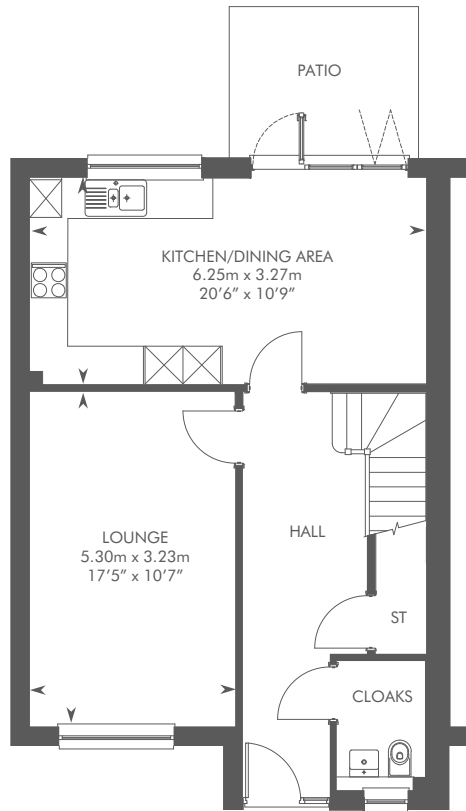 PATIO
KITCHEN/DINING AREA
6.25m x 3.27m
20’6” x 10’9”
LOUNGE
5.30m x 3.23m
17’5” x 10’7”
HALL
ST
CLOAKS